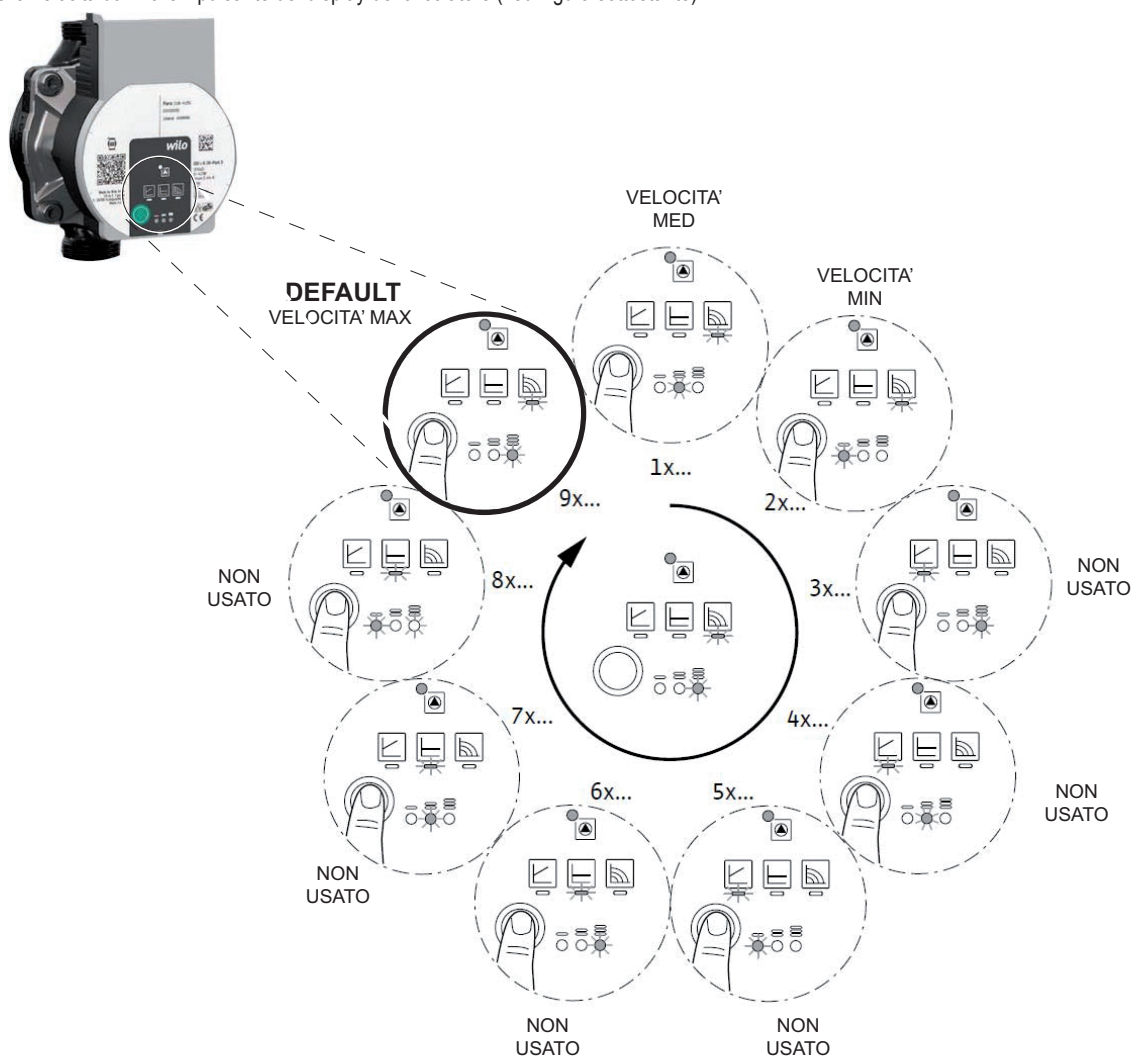 wilo
VELOCITA'
MED
VELOCITA'
MIN
DEFAULT
VELOCITA' MAX
1x...
9x...
2x...
NON
USATO
8x...
3x...
NON
USATO
7x...
4x...
6x...
5x...
NON
USATO
NON
USATO
NON
USATO
NON
USATO